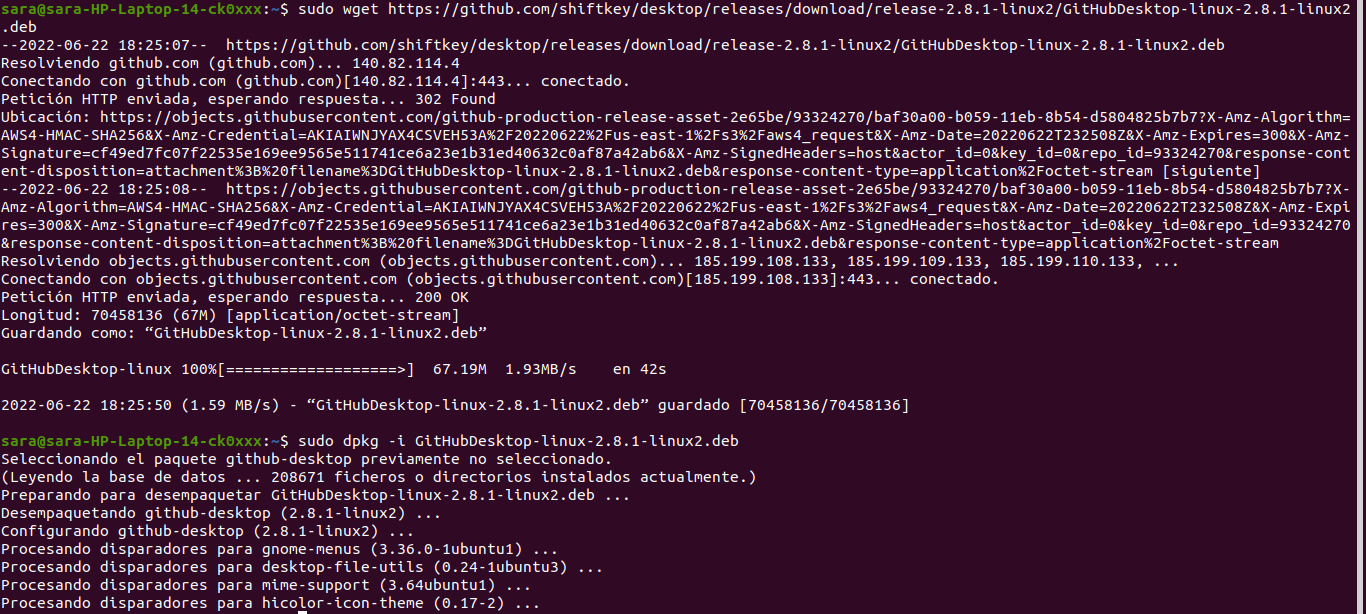 sara@sara-HP-Laptop-14-ck0xxx:~$ sudo wget https://github.com/shiftkey/desktop/releases/download/release-2.8.1-linux2/GitHubDesktop-linux-2.8.1-linux2
.deb
--2022-06-22 18:25:07--  https://github.com/shiftkey/desktop/releases/download/release-2.8.1-linux2/GitHubDesktop-linux-2.8.1-linux2.deb
Resolviendo github.com (github.com)... 140.82.114.4
Conectando con github.com (github.com)[140.82.114.4]:443... conectado.
Petición HTTP enviada, esperando respuesta... 302 Found
Ubicación: https://objects.githubusercontent.com/github-production-release-asset-2e65be/93324270/baf30a00-b059-11eb-8b54-d5804825b7b7?X-Amz-Algorithm=
AWS4-HMAC-SHA256&X-Amz-Credential=AKIAIWNJYAX4CSVEH53A%2F20220622%2Fus-east-1%2Fs3%2Faws4_request&X-Amz-Date=20220622T232508Z&X-Amz-Expires=300&X-Amz-
Signature=cf49ed7fc07f22535e169ee9565e511741ce6a23e1b31ed40632c0af87a42ab6&X-Amz-SignedHeaders=host&actor_id=0&key_id=0&repo_id=93324270&response-cont
ent-disposition=attachment%3B%20filename%3DGitHubDesktop-linux-2.8.1-linux2.deb&response-content-type=application%2Foctet-stream [siguiente]
--2022-06-22 18:25:08--  https://objects.githubusercontent.com/github-production-release-asset-2e65be/93324270/baf30a00-b059-11eb-8b54-d5804825b7b7?X-
Amz-Algorithm=AWS4-HMAC-SHA256&X-Amz-Credential=AKIAIWNJYAX4CSVEH53A%2F20220622%2Fus-east-1%2Fs3%2Faws4_request&X-Amz-Date=20220622T232508Z&X-Amz-Expi
res=300&X-Amz-Signature=cf49ed7fc07f22535e169ee9565e511741ce6a23e1b31ed40632c0af87a42ab6&X-Amz-SignedHeaders=host&actor_id=0&key_id=0&repo_id=93324270
&response-content-disposition=attachment%3B%20filename%3DGitHubDesktop-linux-2.8.1-linux2.deb&response-content-type=application%2Foctet-stream
Resolviendo objects.githubusercontent.com (objects.githubusercontent.com)... 185.199.108.133, 185.199.109.133, 185.199.110.133, ...
Conectando con objects.githubusercontent.com (objects.githubusercontent.com)[185.199.108.133]:443... conectado.
Petición HTTP enviada, esperando respuesta... 200 OK
Longitud: 70458136 (67M) [application/octet-stream]
Guardando como: “GitHubDesktop-linux-2.8.1-linux2.deb”
GitHubDesktop-linux 100%[===================>]  67.19M  1.93MB/s    en 42s
2022-06-22 18:25:50 (1.59 MB/s) - “GitHubDesktop-linux-2.8.1-linux2.deb” guardado [70458136/70458136]
sara@sara-HP-Laptop-14-ck0xxx:~$ sudo dpkg -i GitHubDesktop-linux-2.8.1-linux2.deb
Seleccionando el paquete github-desktop previamente no seleccionado.
(Leyendo la base de datos ... 208671 ficheros o directorios instalados actualmente.)
Preparando para desempaquetar GitHubDesktop-linux-2.8.1-linux2.deb ...
Desempaquetando github-desktop (2.8.1-linux2) ...
Configurando github-desktop (2.8.1-linux2) ...
Procesando disparadores para gnome-menus (3.36.0-1ubuntu1) ...
Procesando disparadores para desktop-file-utils (0.24-1ubuntu3) ...
Procesando disparadores para mime-support (3.64ubuntu1) ...
Procesando disparadores para hicolor-icon-theme (0.17-2) ...